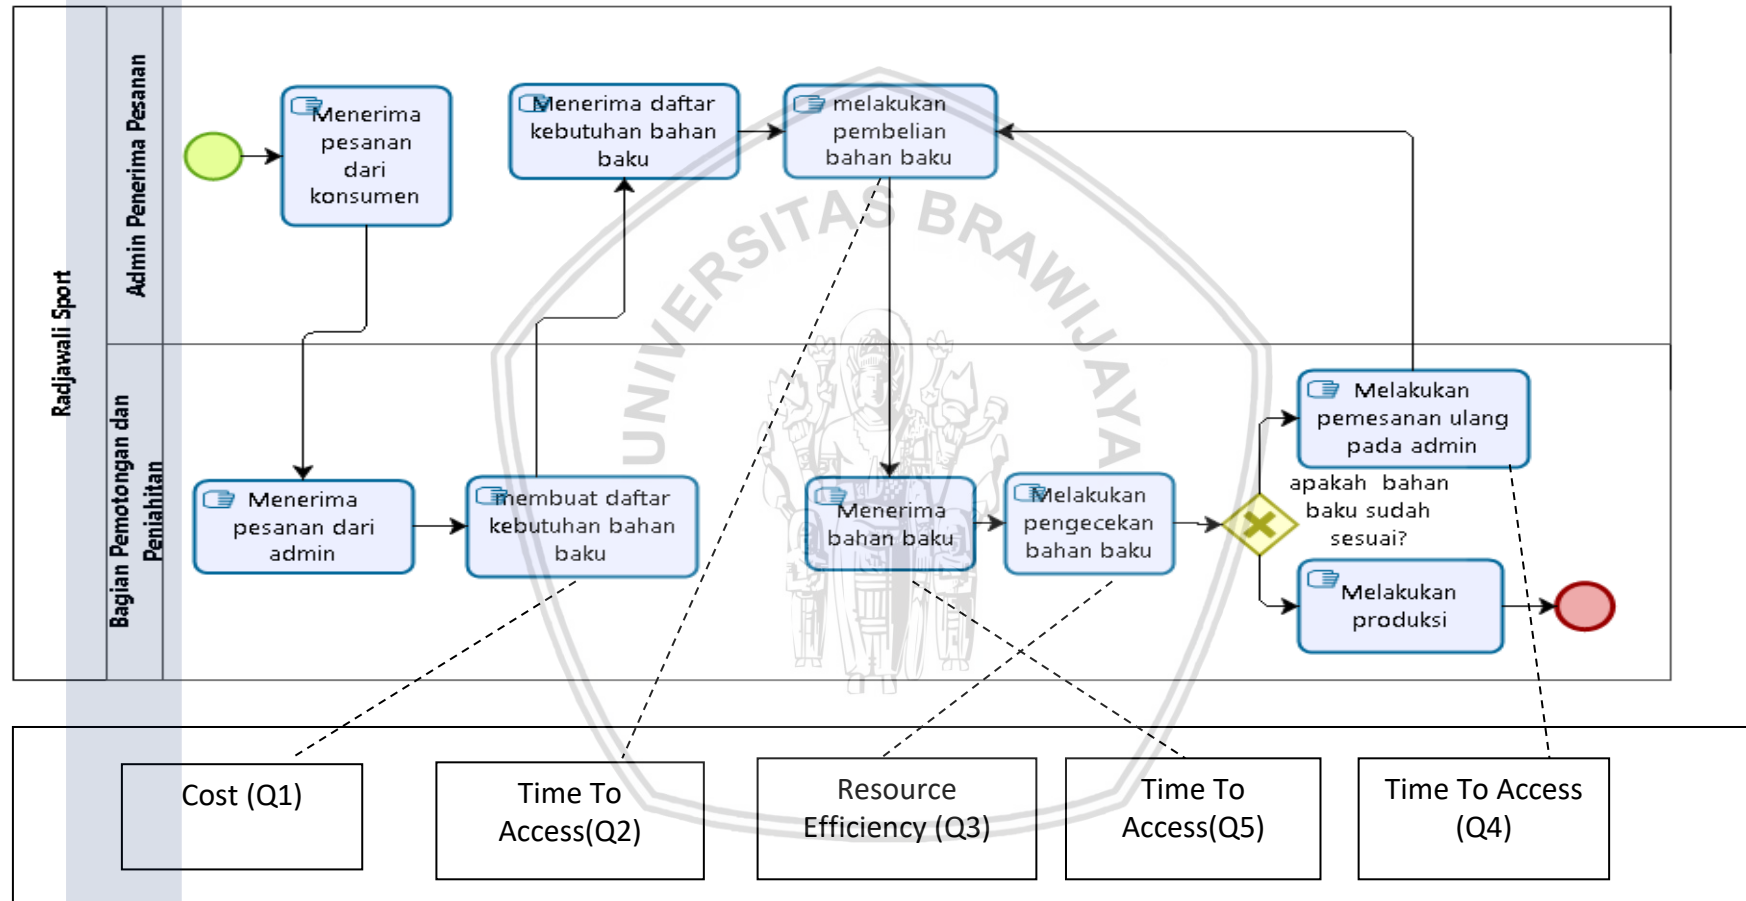 Radjawali Sport
Admin Penerima Pesanan
Menerima
pesanan
dari
konsumen
Menerima daftar
kebutuhan bahan
baku
melakukan
pembelian
bahan baku
Bagian Pemotongan dan
Penjahitan
Menerima
pesanan dari
admin
membuat daftar
kebutuhan bahan
baku
Menerima
bahan baku
Melakukan
pengecekan
bahan baku
Melakukan
pemesanan ulang
pada admin
apakah bahan
baku sudah
sesuai?
Melakukan
produksi
UNIVERSITAS BRAWIJAYA
Cost (Q1)
Time To
Access(Q2)
Resource
Efficiency (Q3)
Time To
Access(Q5)
Time To Access
(Q4)